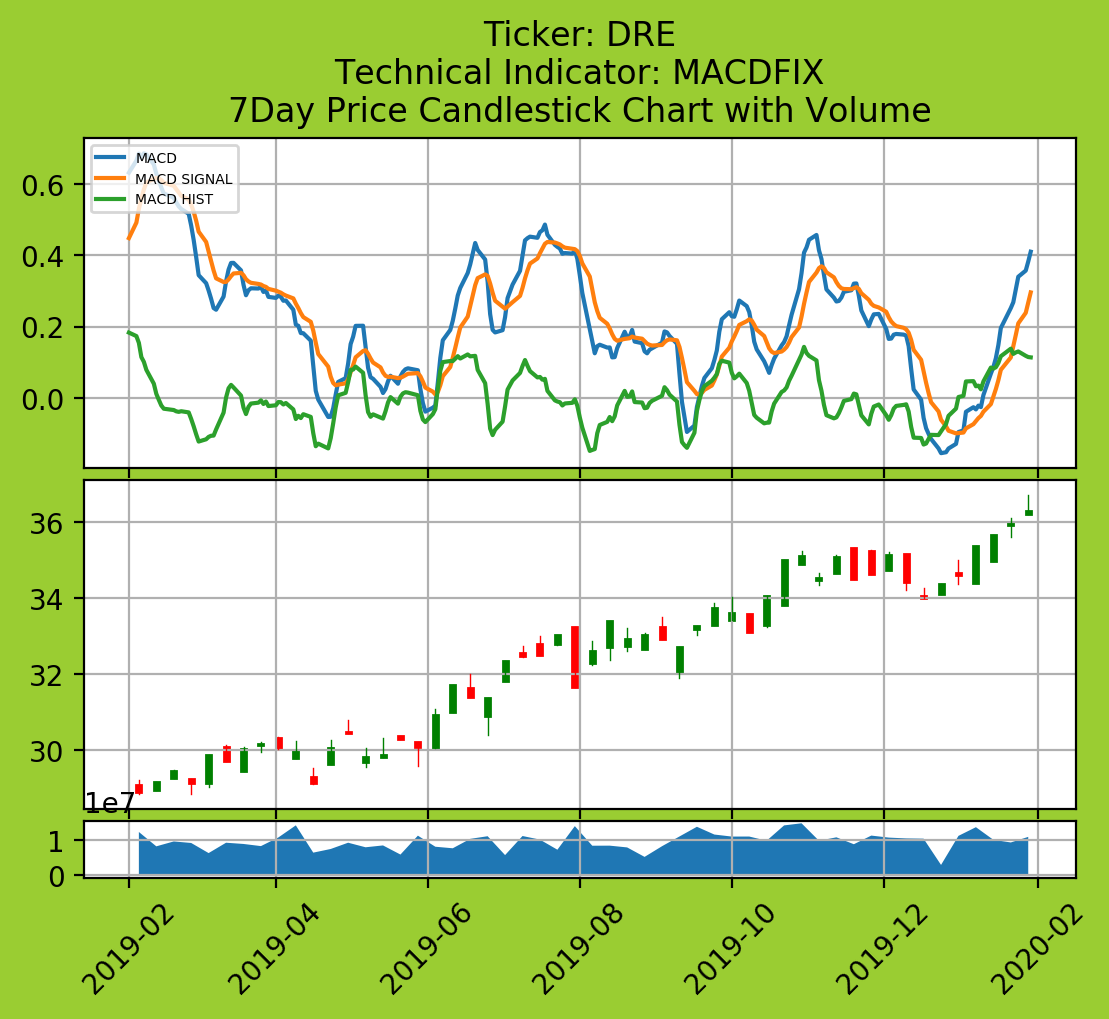 Ticker: DRE
Technical Indicator: MACDFIX
7Day Price Candlestick Chart with Volume
MACD
MACD SIGNAL
MACD HIST
0.6
0.4
0.2
0.0
36
34
32
30
1e7
1
0
2019-02
2019-04
2019-06
2019-08
2019-10
2019-12
2020-02